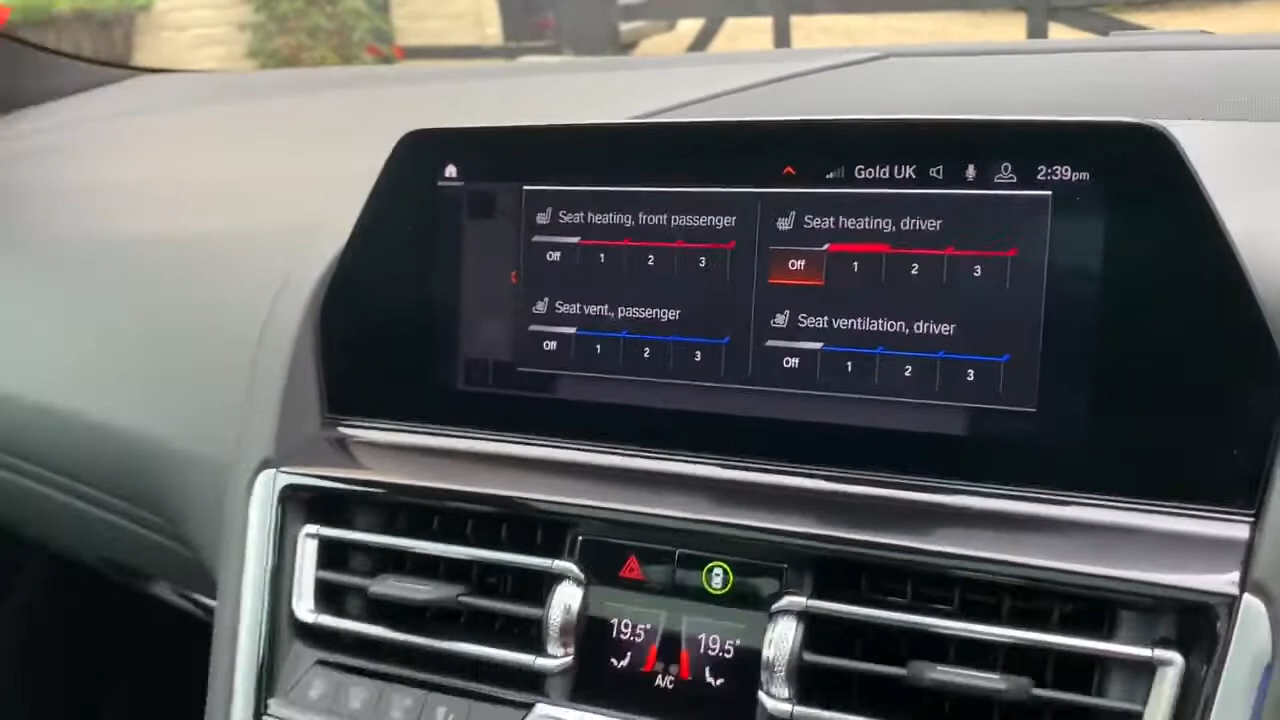 Gold UK 2:39pm
Seat heating, front passenger
Off 1 2 3
Seat heating, driver
Off 1 2 3
Seat vent., passenger
Off 1 2 3
Seat ventilation, driver
Off 1 2 3
19.5° 19.5°
A/C